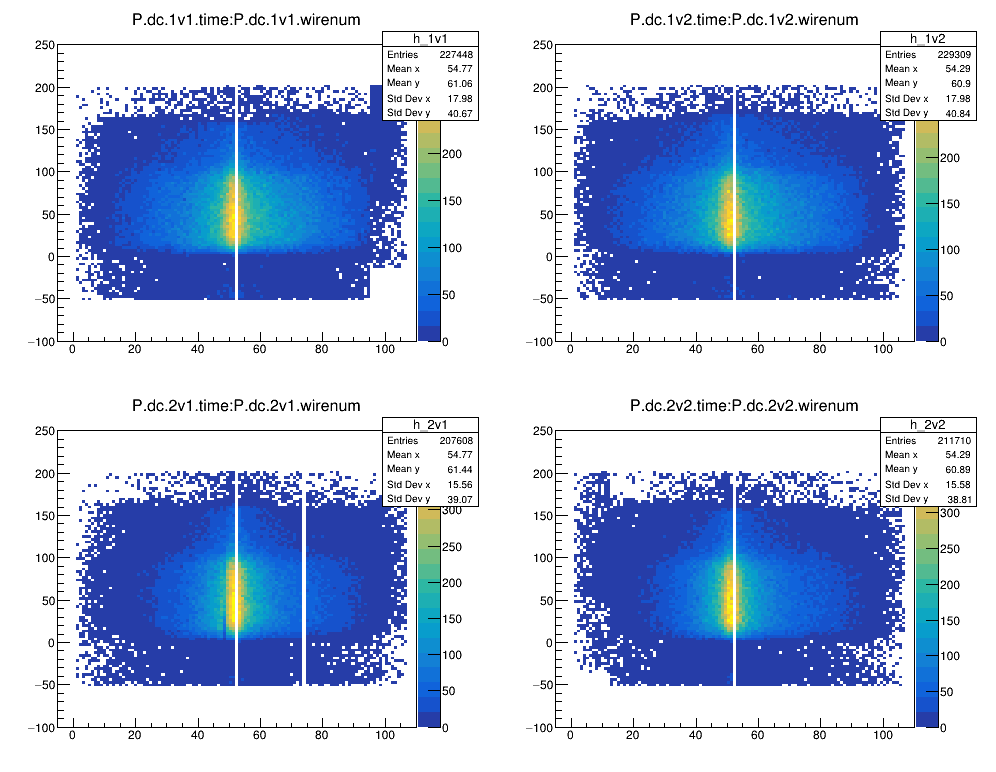 P.dc.1v1.time:P.dc.1v1.wirenum
h_1v1
Entries 227448
Mean x 54.77
Mean y 61.06
Std Dev x 17.98
Std Dev y 40.67
250
200
150
100
50
0
−50
−100
0 20 40 60 80 100
200
150
100
50
0
P.dc.1v2.time:P.dc.1v2.wirenum
h_1v2
Entries 229309
Mean x 54.29
Mean y 60.9
Std Dev x 17.98
Std Dev y 40.84
250
200
150
100
50
0
−50
−100
0 20 40 60 80 100
200
150
100
50
0
P.dc.2v1.time:P.dc.2v1.wirenum
h_2v1
Entries 207608
Mean x 54.77
Mean y 61.44
Std Dev x 15.56
Std Dev y 39.07
250
200
150
100
50
0
−50
−100
0 20 40 60 80 100
300
250
200
150
100
50
0
P.dc.2v2.time:P.dc.2v2.wirenum
h_2v2
Entries 211710
Mean x 54.29
Mean y 60.89
Std Dev x 15.58
Std Dev y 38.81
250
200
150
100
50
0
−50
−100
0 20 40 60 80 100
300
250
200
150
100
50
0